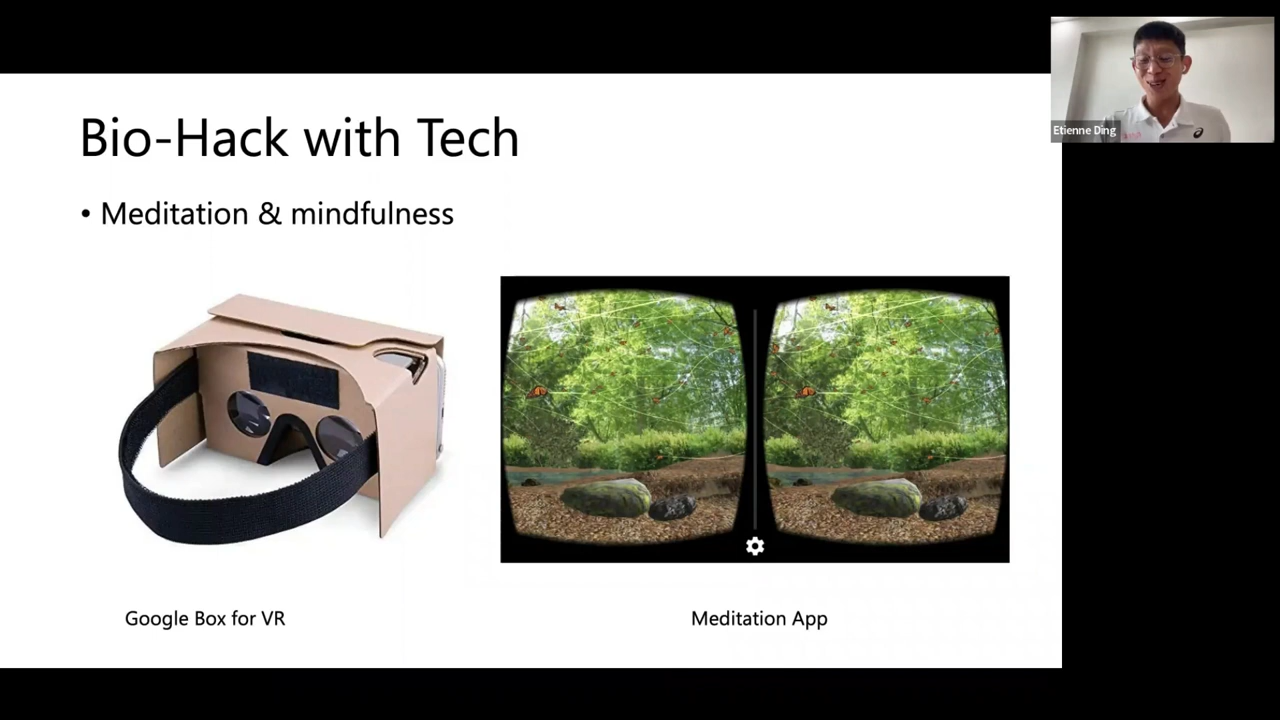 Bio-Hack with Tech
• Meditation & mindfulness
Google Box for VR
Meditation App
Etienne Ding